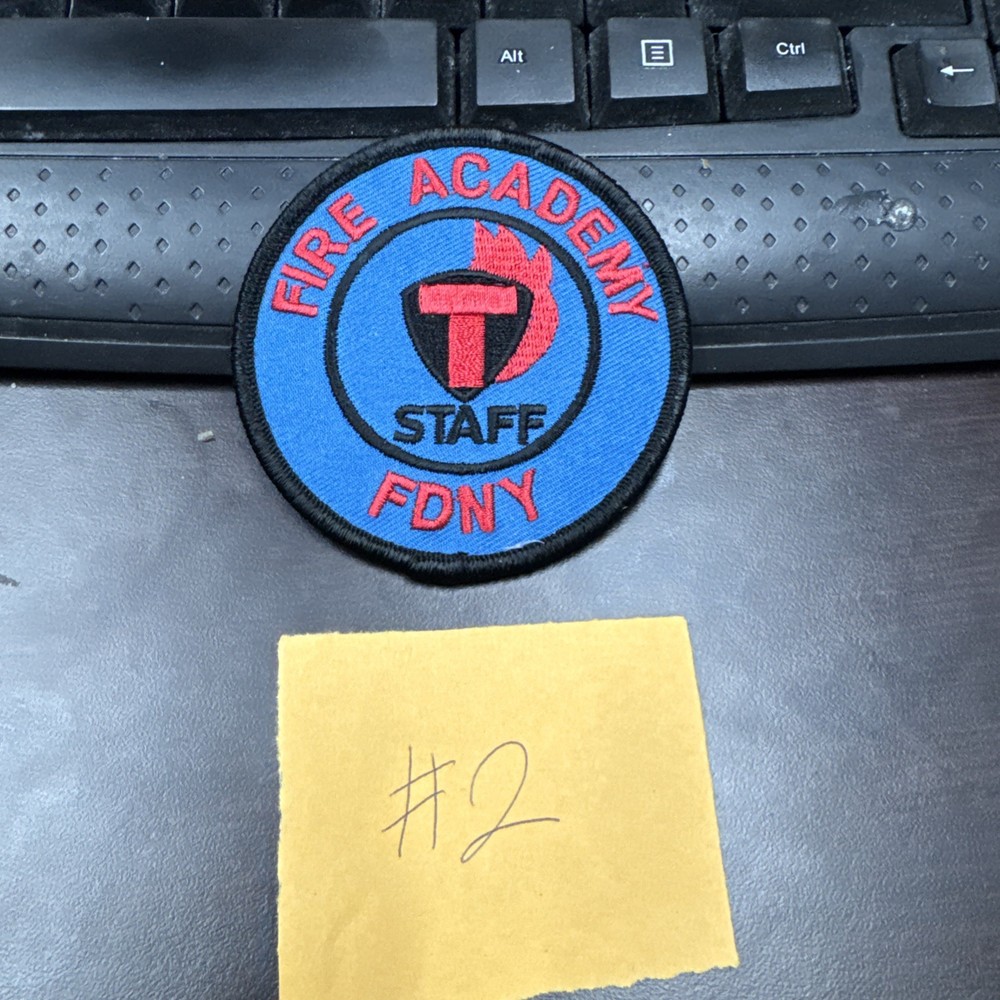 Alt
Ctrl
←
FIRE ACADEMY
T
STAFF
FDNY
#2